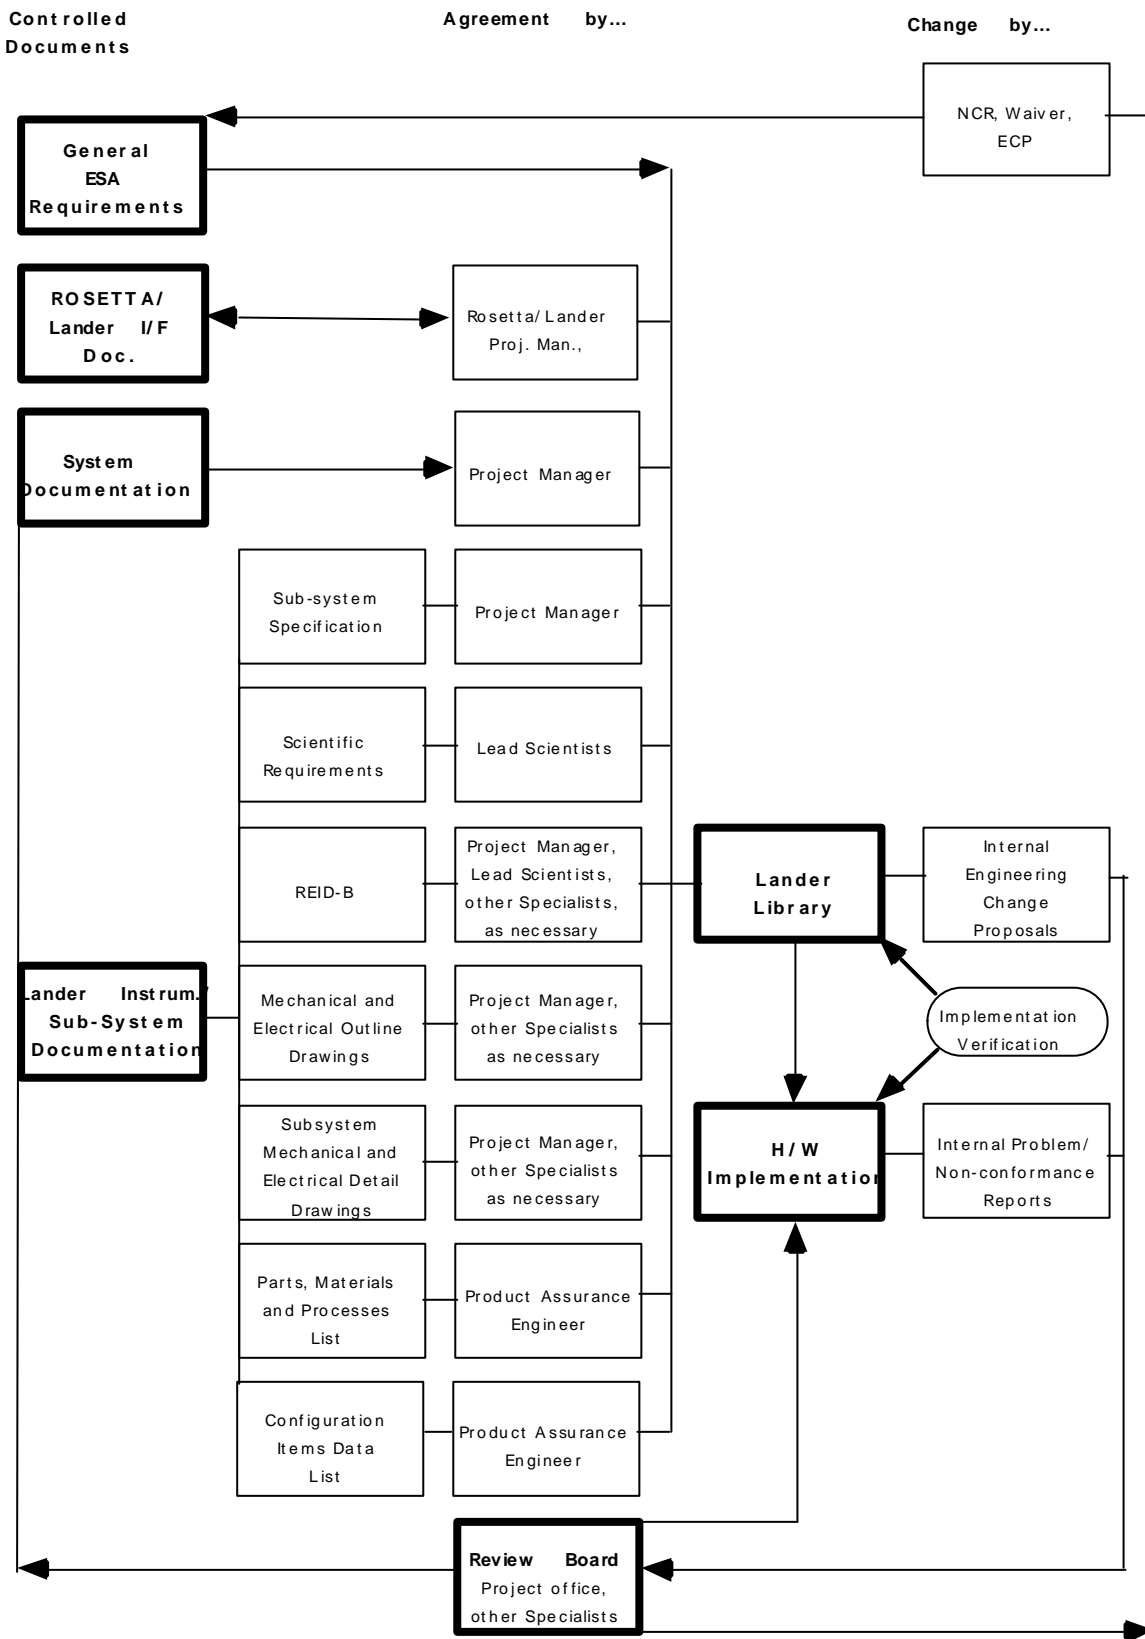 Controlled
Documents
Agreement by...
Change by...
NCR, Waiver,
ECP
General
ESA
Requirements
ROSETTA/
Lander I/F
Doc.
Rosetta/Lander
Proj. Man.,
System
Documentation
Project Manager
Sub-system
Specification
Project Manager
Scientific
Requirements
Lead Scientists
REID-B
Project Manager,
Lead Scientists,
other Specialists,
as necessary
Lander
Library
Internal
Engineering
Change
Proposals
Lander Instrum./
Sub-System
Documentation
Mechanical and
Electrical Outline
Drawings
Project Manager,
other Specialists
as necessary
Implementation
Verification
Subsystem
Mechanical and
Electrical Detail
Drawings
Project Manager,
other Specialists
as necessary
H/W
Implementation
Internal Problem/
Non-conformance
Reports
Parts, Materials
and Processes
List
Product Assurance
Engineer
Configuration
Items Data
List
Product Assurance
Engineer
Review Board
Project office,
other Specialists